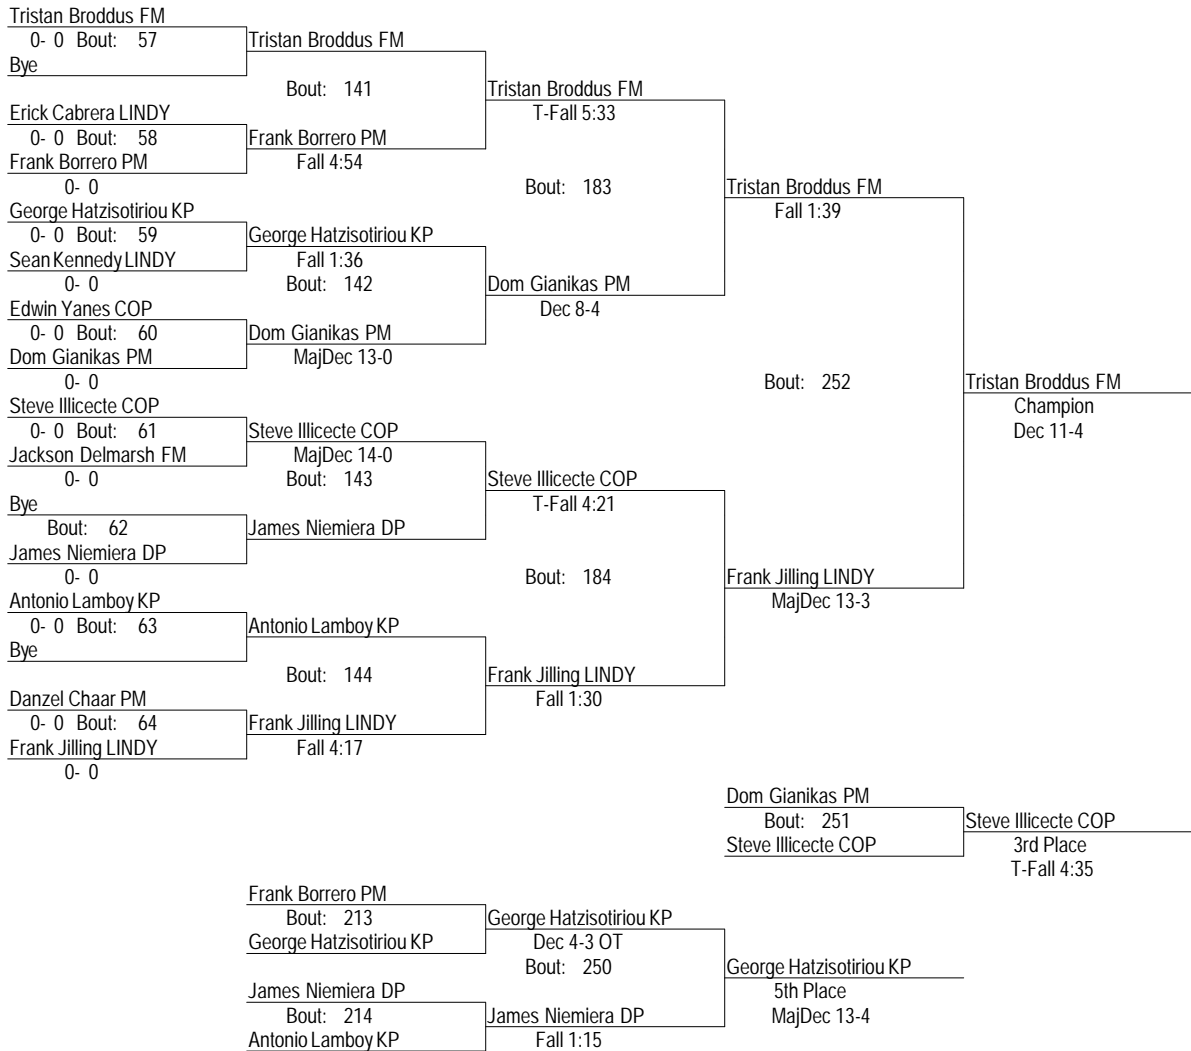 Tristan Broddus FM
0- 0 Bout: 57
Bye
Tristan Broddus FM
Bout: 141
Erick Cabrera LINDY
0- 0 Bout: 58
Frank Borrero PM
0- 0
Frank Borrero PM
Fall 4:54
Tristan Broddus FM
T-Fall 5:33
Bout: 183
George Hatzisotiriou KP
0- 0 Bout: 59
Sean Kennedy LINDY
0- 0
George Hatzisotiriou KP
Fall 1:36
Bout: 142
Edwin Yanes COP
0- 0 Bout: 60
Dom Gianikas PM
0- 0
Dom Gianikas PM
MajDec 13-0
Dom Gianikas PM
Dec 8-4
Tristan Broddus FM
Fall 1:39
Bout: 252
Tristan Broddus FM
Champion
Dec 11-4
Steve Illicecte COP
0- 0 Bout: 61
Jackson Delmarsh FM
0- 0
Steve Illicecte COP
MajDec 14-0
Bout: 143
Bye
Bout: 62
James Niemiera DP
0- 0
James Niemiera DP
Steve Illicecte COP
T-Fall 4:21
Bout: 184
Antonio Lamboy KP
0- 0 Bout: 63
Bye
Antonio Lamboy KP
Bout: 144
Danzel Chaar PM
0- 0 Bout: 64
Frank Jilling LINDY
0- 0
Frank Jilling LINDY
Fall 4:17
Frank Jilling LINDY
Fall 1:30
Frank Jilling LINDY
MajDec 13-3
Dom Gianikas PM
Bout: 251
Steve Illicecte COP
Steve Illicecte COP
3rd Place
T-Fall 4:35
Frank Borrero PM
Bout: 213
George Hatzisotiriou KP
George Hatzisotiriou KP
Dec 4-3 OT
Bout: 250
James Niemiera DP
Bout: 214
Antonio Lamboy KP
James Niemiera DP
Fall 1:15
George Hatzisotiriou KP
5th Place
MajDec 13-4